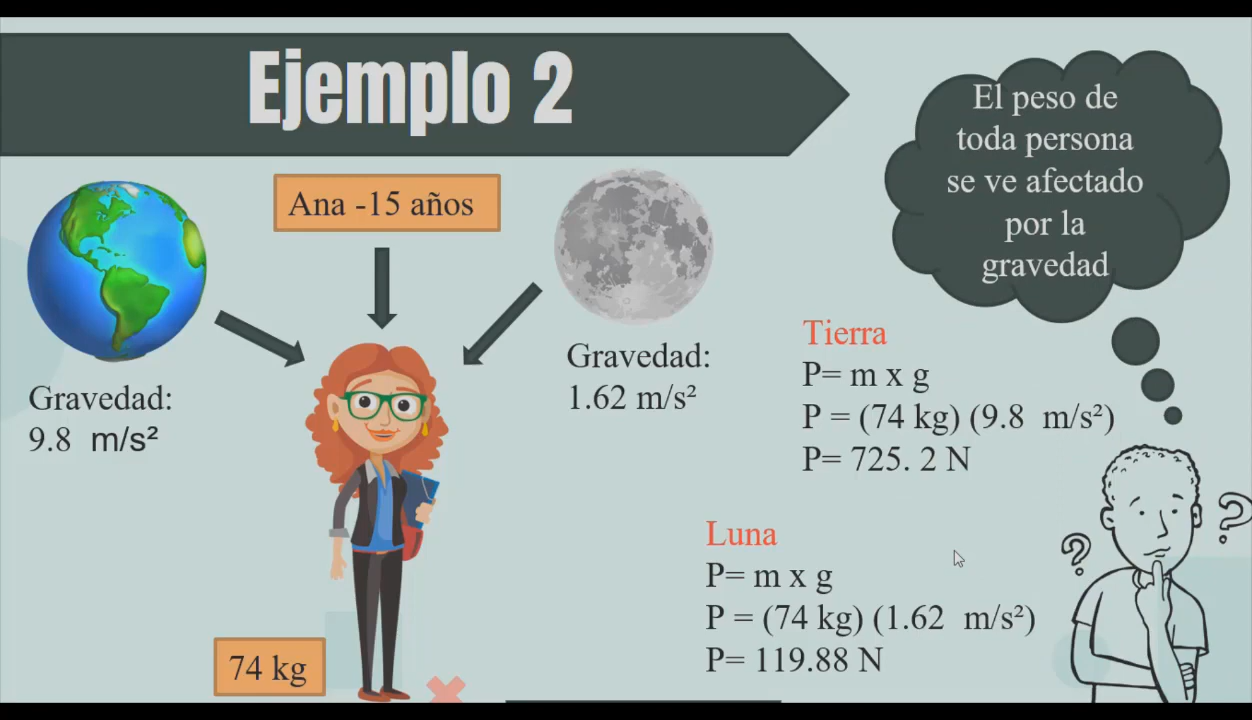 Ejemplo 2
El peso de
toda persona
se ve afectado
por la
gravedad
Ana -15 años
Gravedad:
9.8 m/s²
Gravedad:
1.62 m/s²
Tierra
P= m x g
P = (74 kg) (9.8 m/s²)
P= 725. 2 N
Luna
P= m x g
P = (74 kg) (1.62 m/s²)
P= 119.88 N
74 kg
? ?